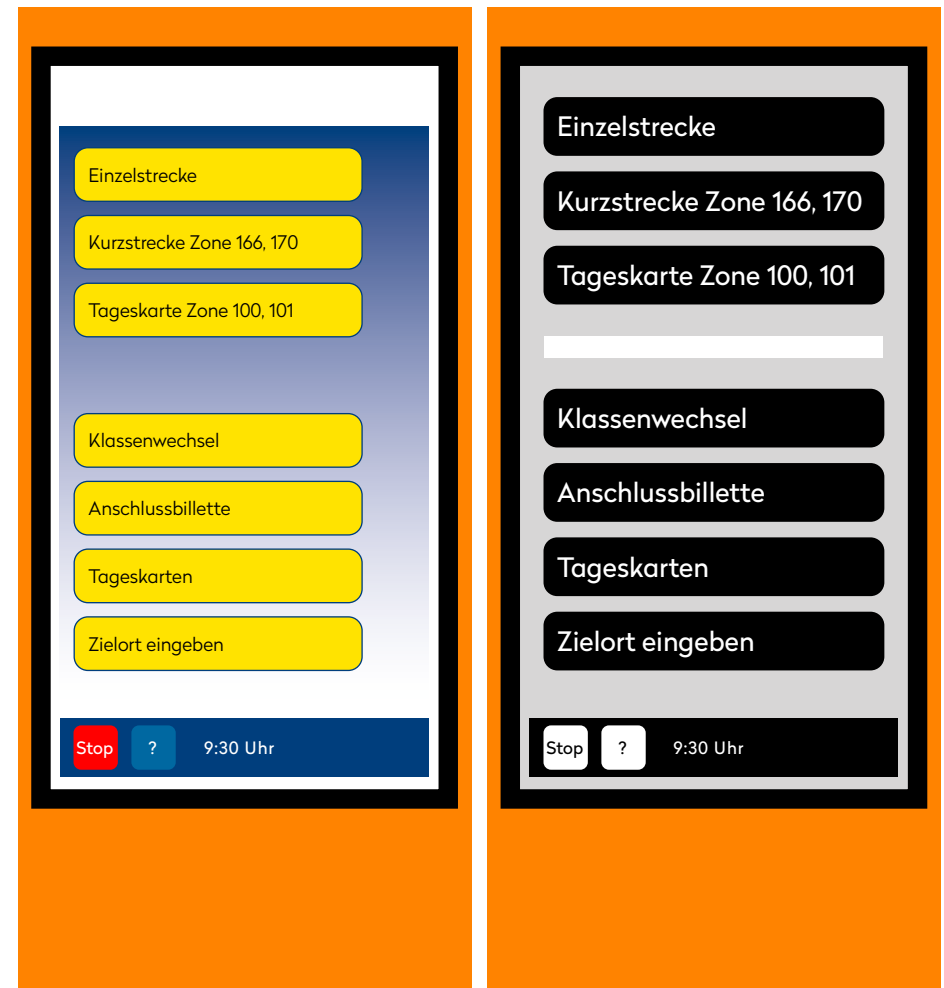 Einzelstrecke
Kurzstrecke Zone 166, 170
Tageskarte Zone 100, 101
Klassenwechsel
Anschlussbillette
Tageskarten
Zielort eingeben
Stop ? 9:30 Uhr
Einzelstrecke
Kurzstrecke Zone 166, 170
Tageskarte Zone 100, 101
Klassenwechsel
Anschlussbillette
Tageskarten
Zielort eingeben
Stop ? 9:30 Uhr